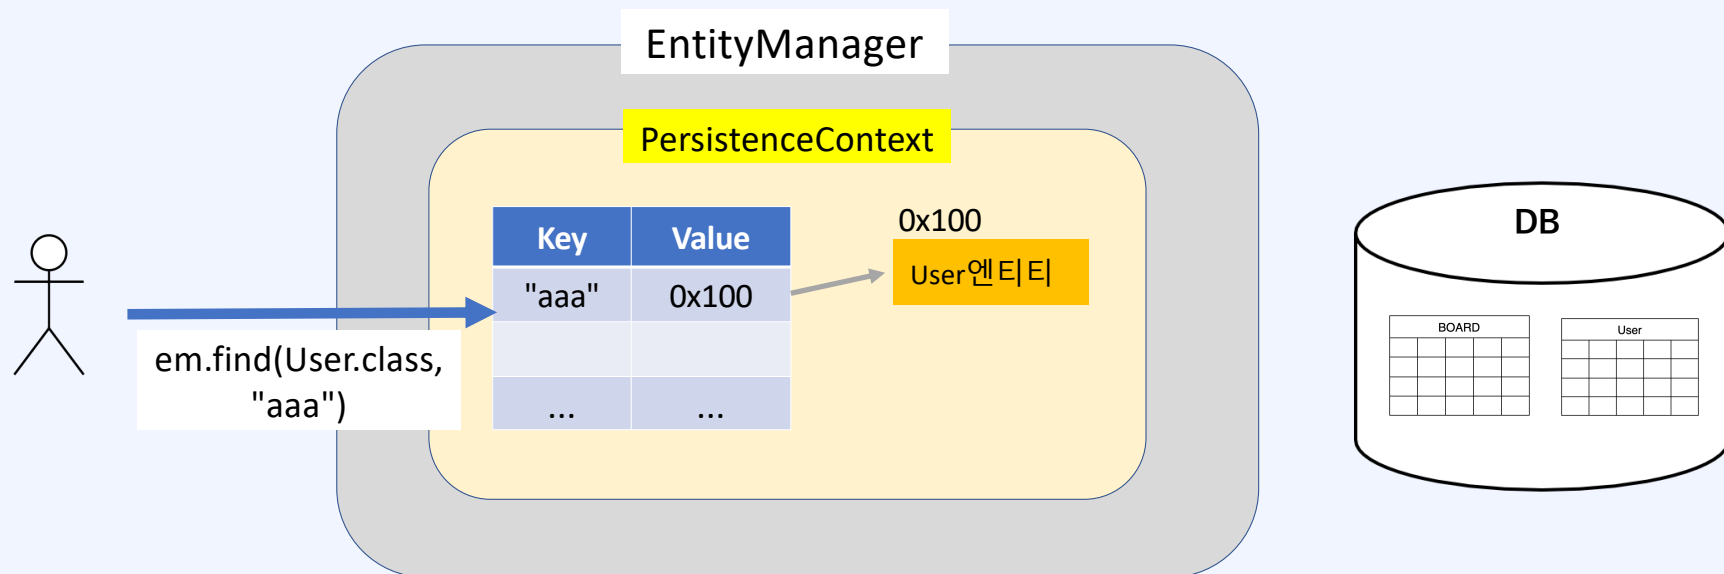 EntityManager
PersistenceContext
Key Value
"aaa" 0x100
... ...
0x100
User엔티티
em.find(User.class,
"aaa")
DB
BOARD
User